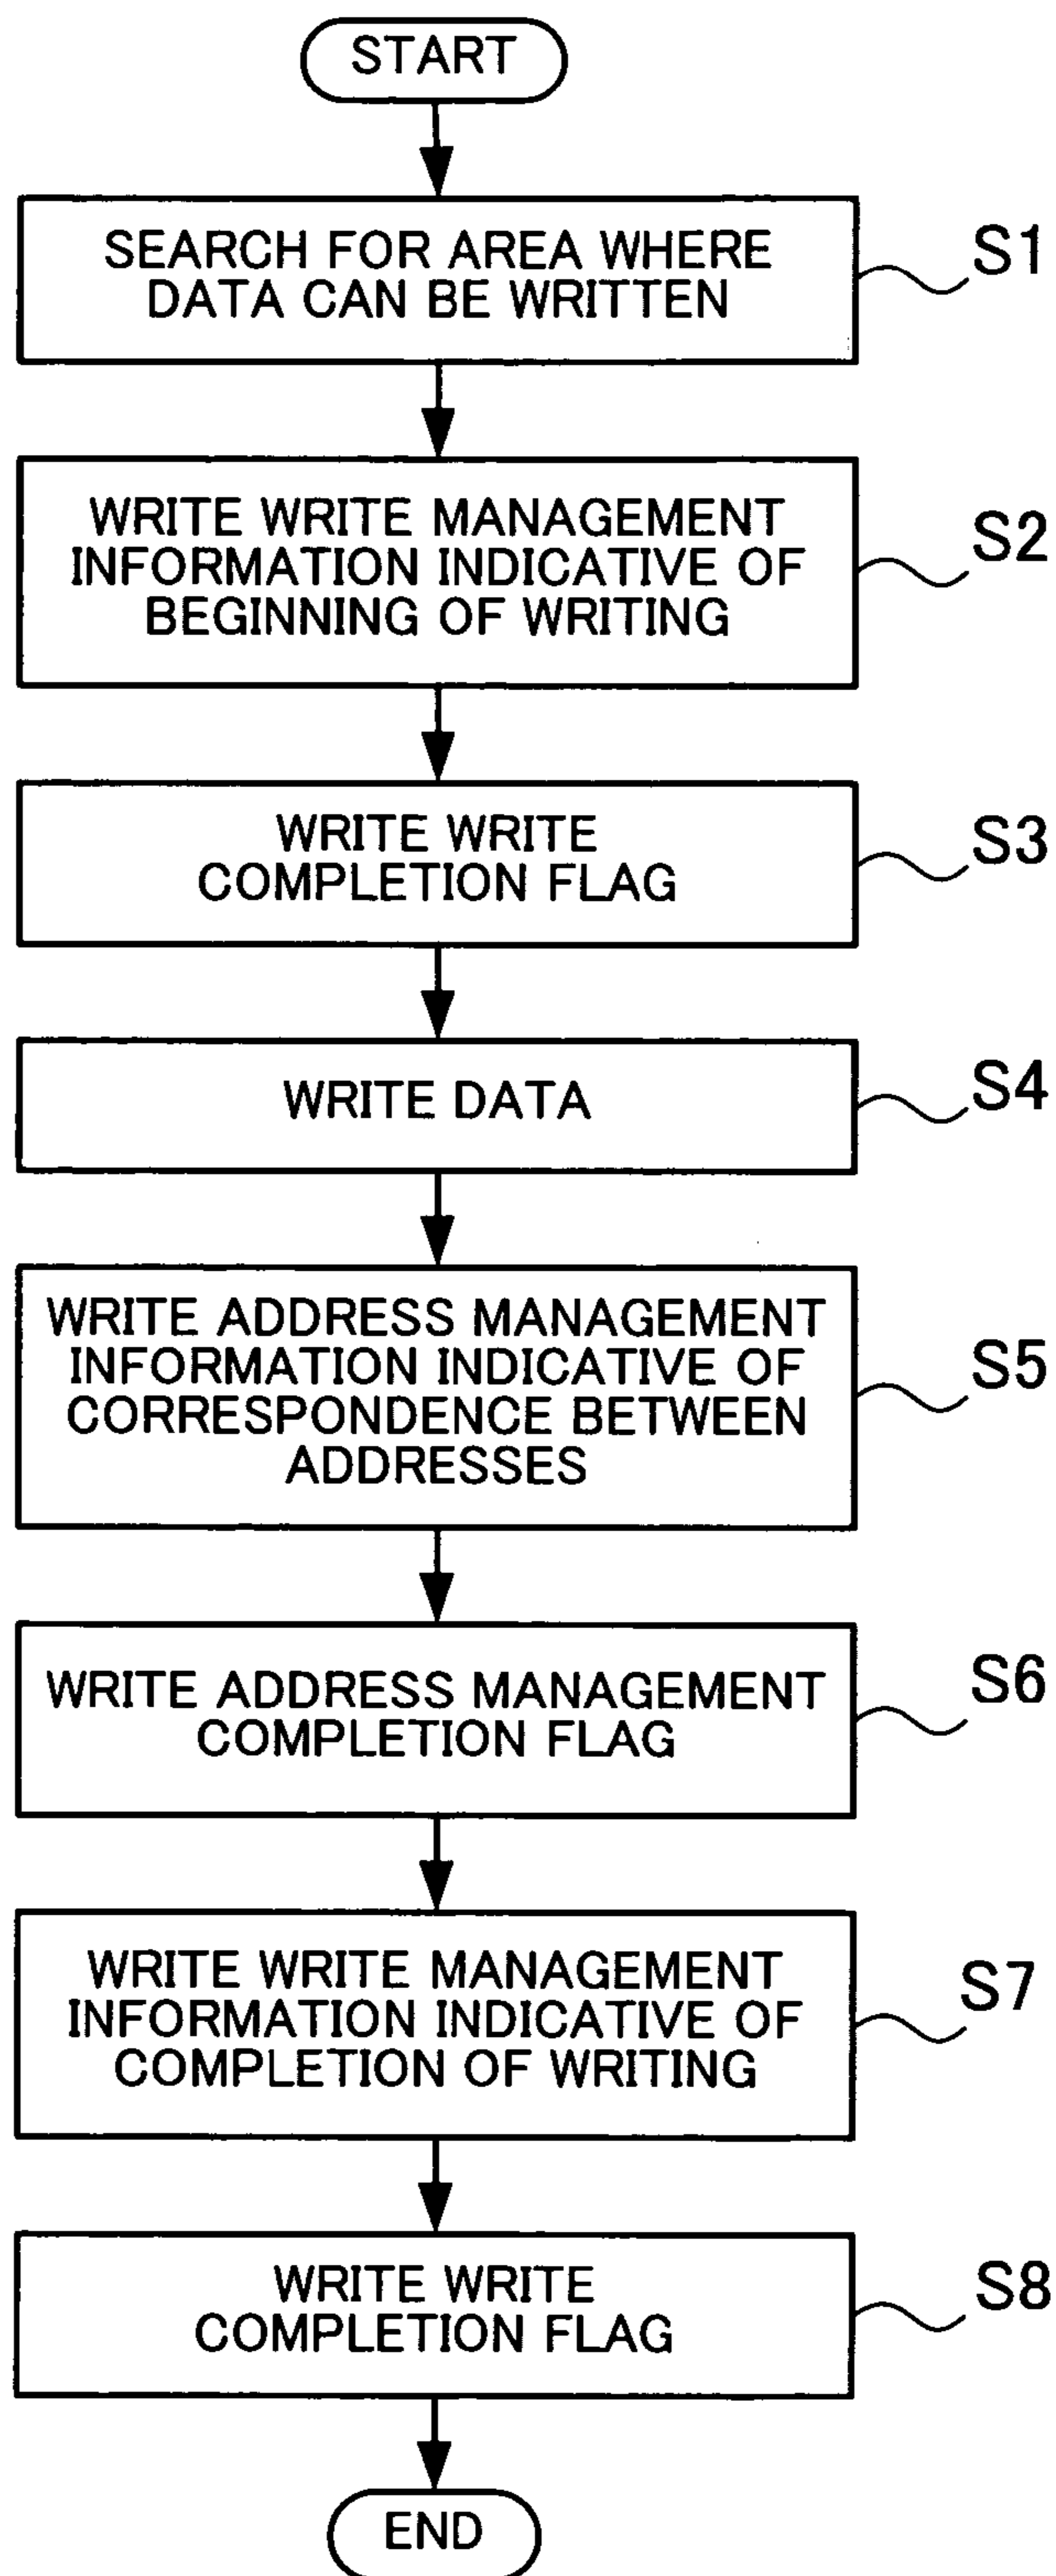 START
SEARCH FOR AREA WHERE
DATA CAN BE WRITTEN
S1
WRITE WRITE MANAGEMENT
INFORMATION INDICATIVE OF
BEGINNING OF WRITING
S2
WRITE WRITE
COMPLETION FLAG
S3
WRITE DATA
S4
WRITE ADDRESS MANAGEMENT
INFORMATION INDICATIVE OF
CORRESPONDENCE BETWEEN
ADDRESSES
S5
WRITE ADDRESS MANAGEMENT
COMPLETION FLAG
S6
WRITE WRITE MANAGEMENT
INFORMATION INDICATIVE OF
COMPLETION OF WRITING
S7
WRITE WRITE
COMPLETION FLAG
S8
END